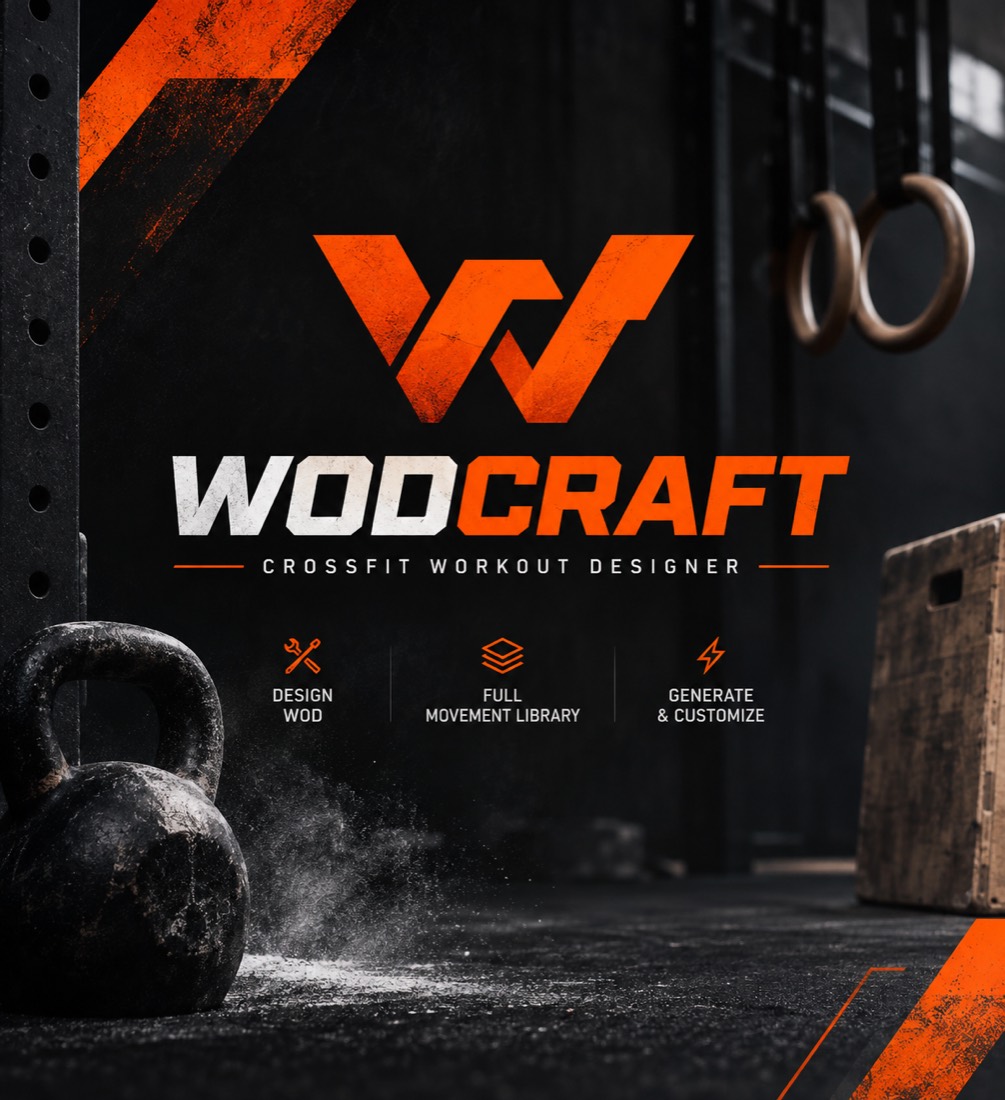 WODCRAFT
CROSSFIT WORKOUT DESIGNER
DESIGN
WOD
FULL
MOVEMENT LIBRARY
GENERATE
& CUSTOMIZE